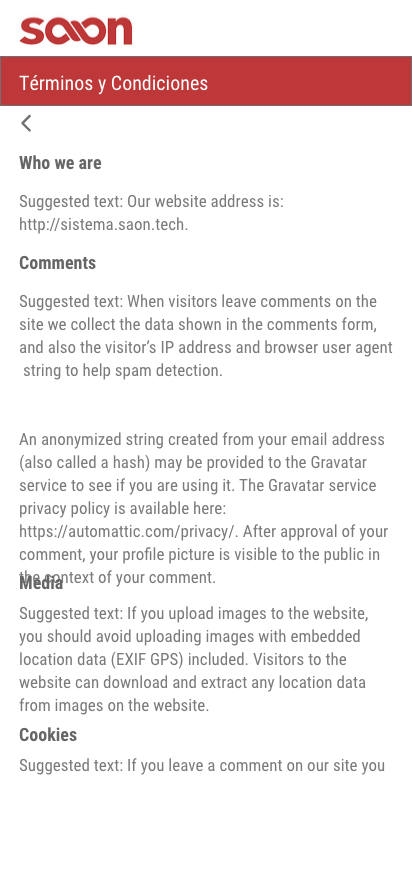 saon
Términos y Condiciones
Who we are
Suggested text: Our website address is:
http://sistema.saon.tech.
Comments
Suggested text: When visitors leave comments on the
site we collect the data shown in the comments form,
and also the visitor’s IP address and browser user agent
string to help spam detection.
An anonymized string created from your email address
(also called a hash) may be provided to the Gravatar
service to see if you are using it. The Gravatar service
privacy policy is available here:
https://automattic.com/privacy/. After approval of your
comment, your profile picture is visible to the public in
the context of your comment.
Media
Suggested text: If you upload images to the website,
you should avoid uploading images with embedded
location data (EXIF GPS) included. Visitors to the
website can download and extract any location data
from images on the website.
Cookies
Suggested text: If you leave a comment on our site you